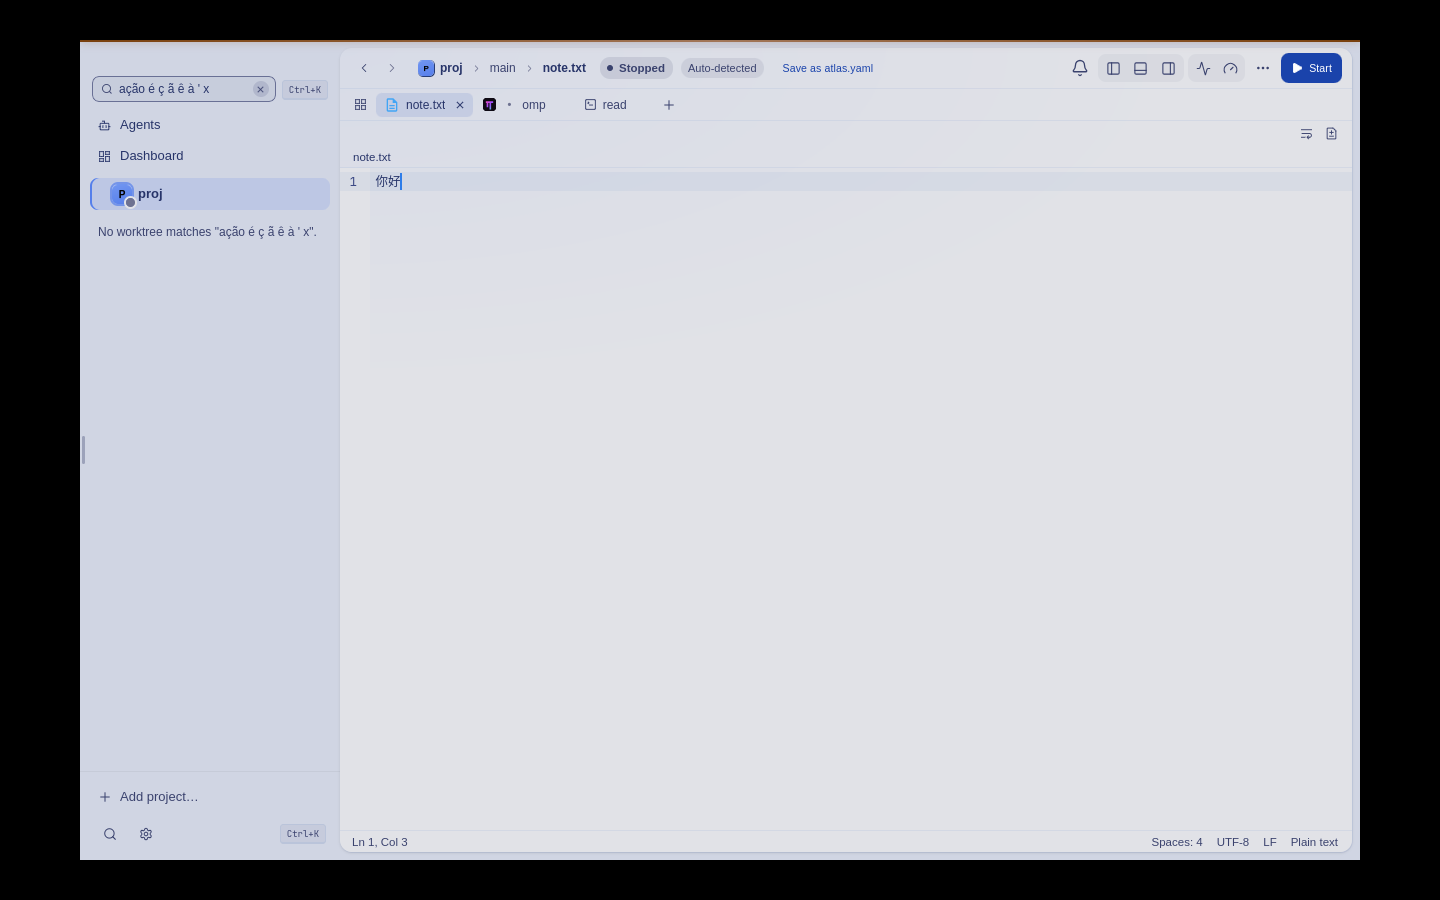 ação é ç ã ê à ' x
Ctrl+K
Agents
Dashboard
P proj
No worktree matches "ação é ç ã ê à ' x".
Add project…
Ctrl+K
P proj main note.txt Stopped Auto-detected Save as atlas.yaml Start
note.txt • omp read
note.txt
1 你好
Ln 1, Col 3 Spaces: 4 UTF-8 LF Plain text